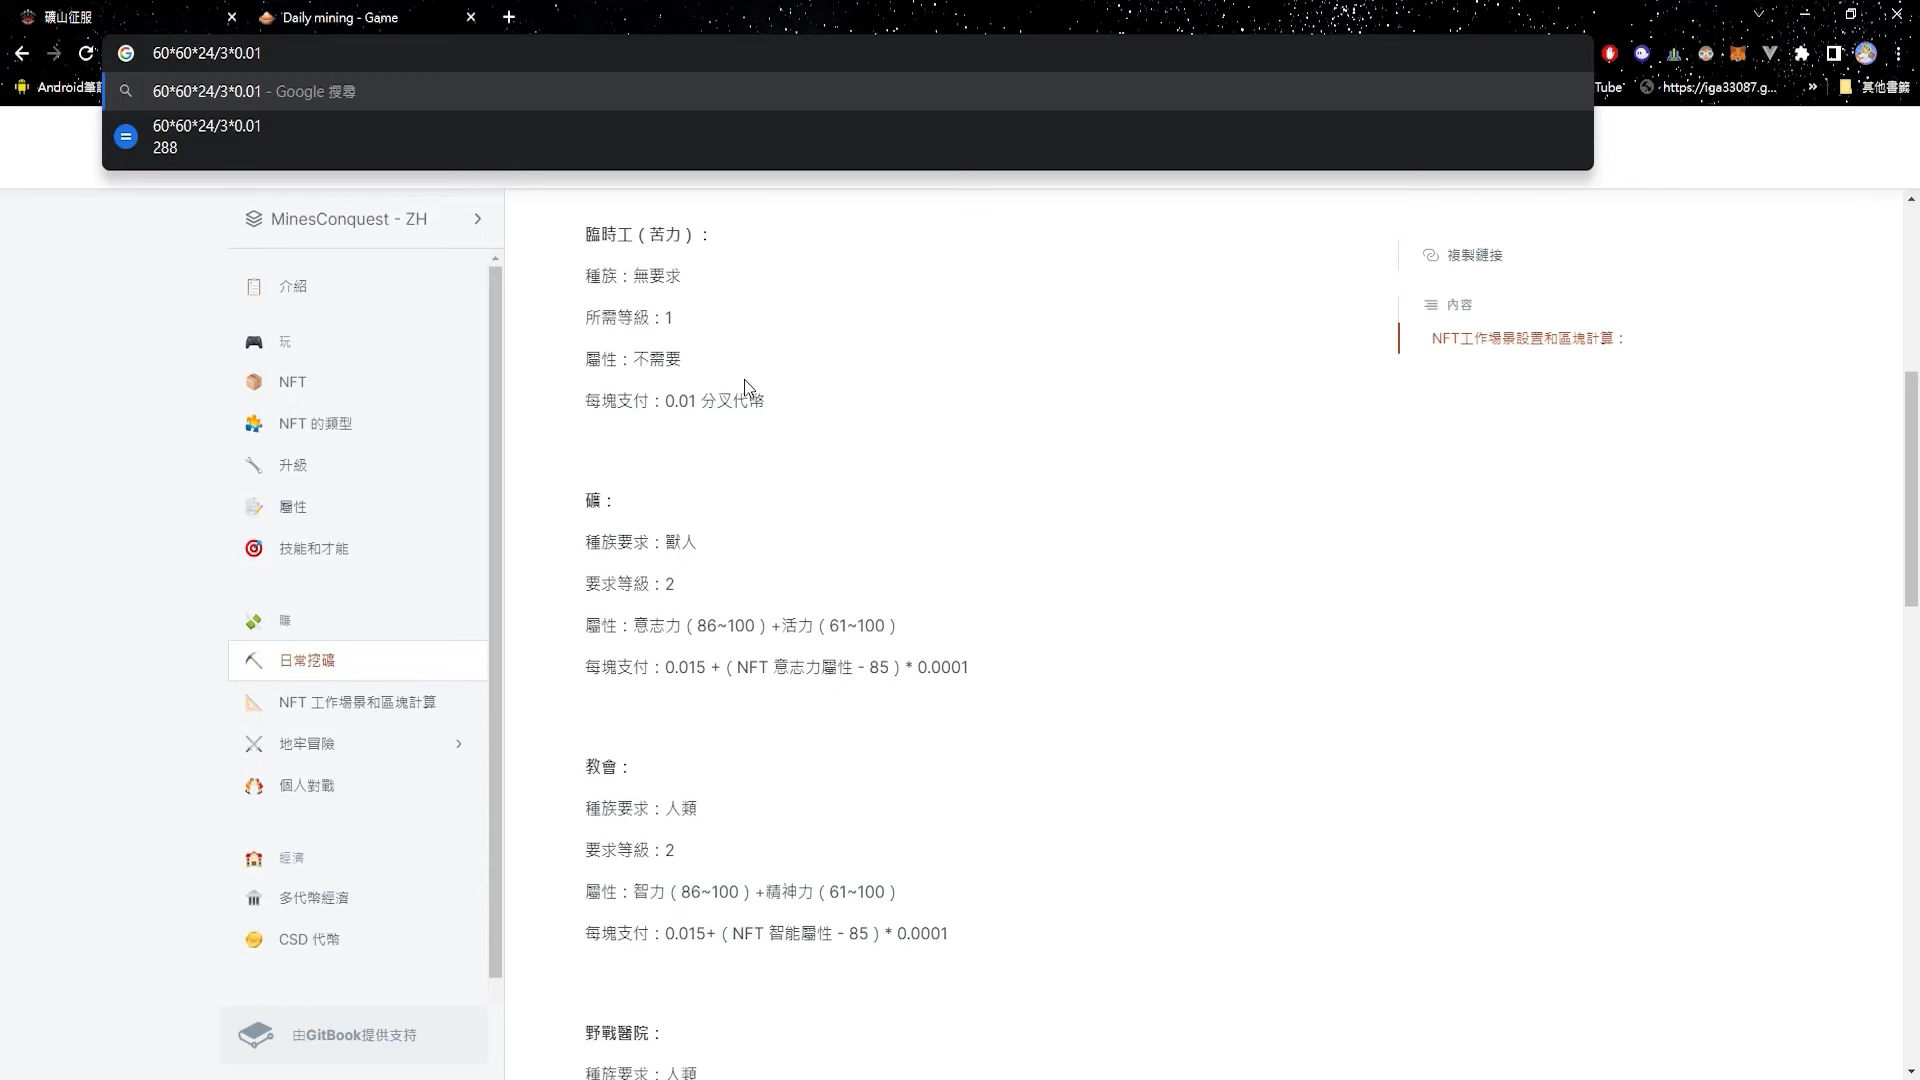 礦山征服
Daily mining - Game
60*60*24/3*0.01
60*60*24/3*0.01 - Google 搜尋
60*60*24/3*0.01
288
Android筆
Tube
https://iga33087.g...
»
其他書籤
MinesConquest - ZH
介紹
玩
NFT
NFT 的類型
升級
屬性
技能和才能
賺
日常挖礦
NFT 工作場景和區塊計算
地牢冒險
個人對戰
經濟
多代幣經濟
CSD 代幣
由GitBook提供支持
臨時工（苦力）：
種族：無要求
所需等級：1
屬性：不需要
每塊支付：0.01 分叉代幣
礦：
種族要求：獸人
要求等級：2
屬性：意志力（86~100）+活力（61~100）
每塊支付：0.015 +（NFT 意志力屬性 - 85）* 0.0001
教會：
種族要求：人類
要求等級：2
屬性：智力（86~100）+精神力（61~100）
每塊支付：0.015+（NFT 智能屬性 - 85）* 0.0001
野戰醫院：
種族要求：人類
複製鏈接
內容
NFT工作場景設置和區塊計算：